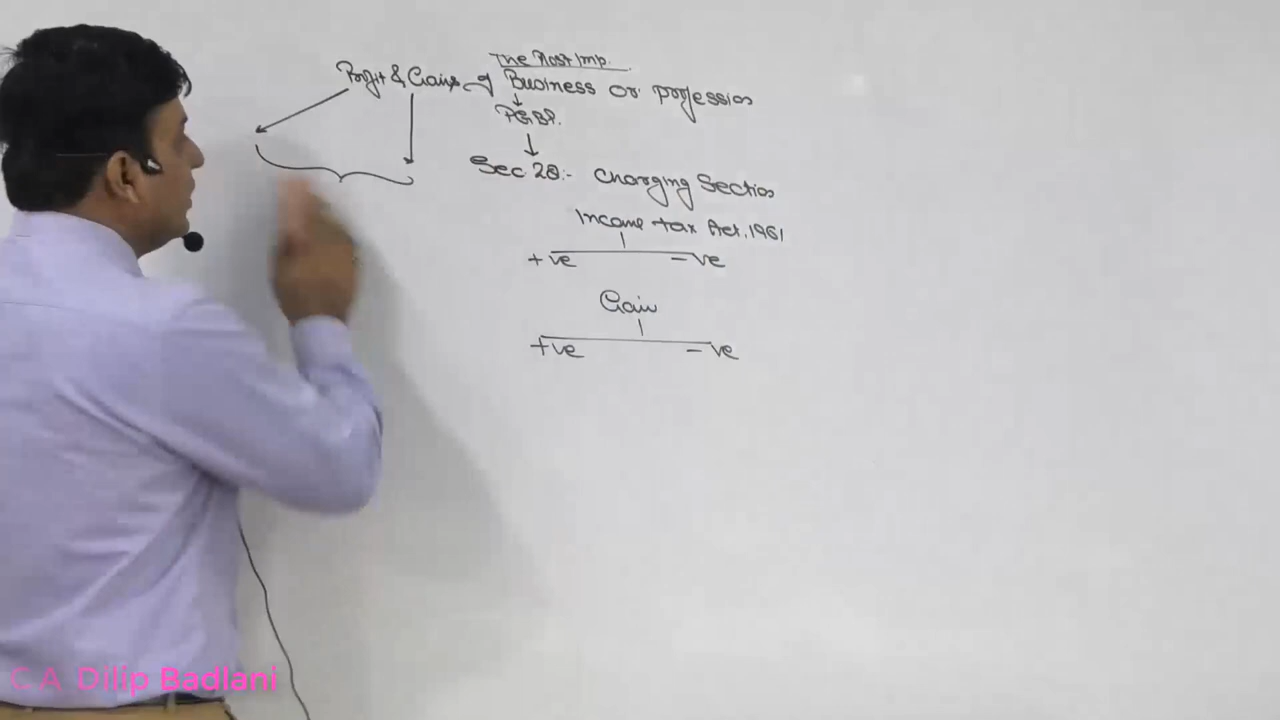 The Most Imp.
Profit & Gains of Business or profession
PGBP.
Sec. 28:- Charging Section
Income tax Act, 1961
+ve -ve
Gain
+ve -ve
C.A Dilip Badlani